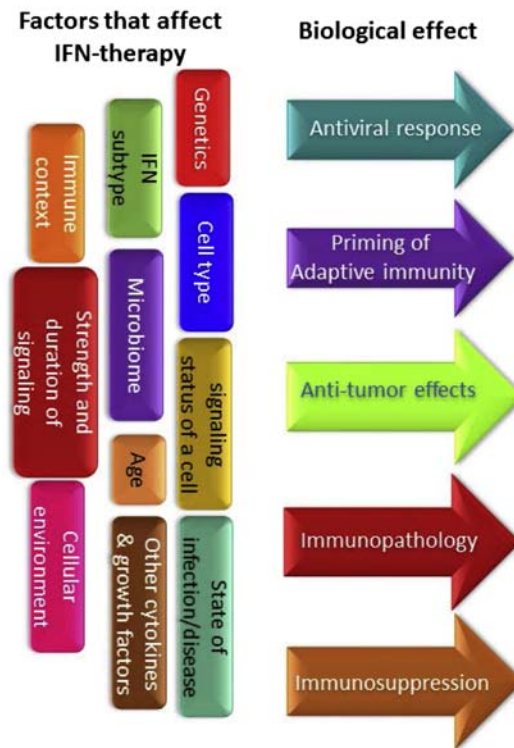 Factors that affect
IFN-therapy
Biological effect
Immune
context
Strength and
duration of
signaling
Cellular
environment
IFN
subtype
Microbiome
Age
Other cytokines
& growth factors
Genetics
Cell type
signaling
status of a cell
State of
infection/disease
Antiviral response
Priming of
Adaptive immunity
Anti-tumor effects
Immunopathology
Immunosuppression